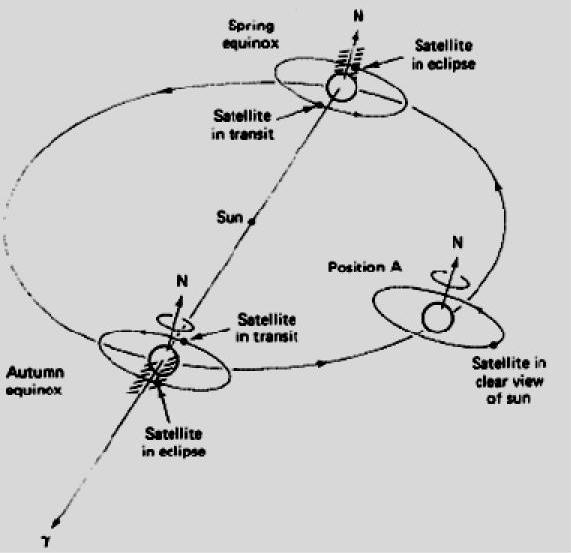 N
Spring
equinox
Satellite
in eclipse
Satellite
in transit
Sun
N
Position A
N
Satellite
in transit
Satellite in
clear view
of sun
Autumn
equinox
Satellite
in eclipse
γ